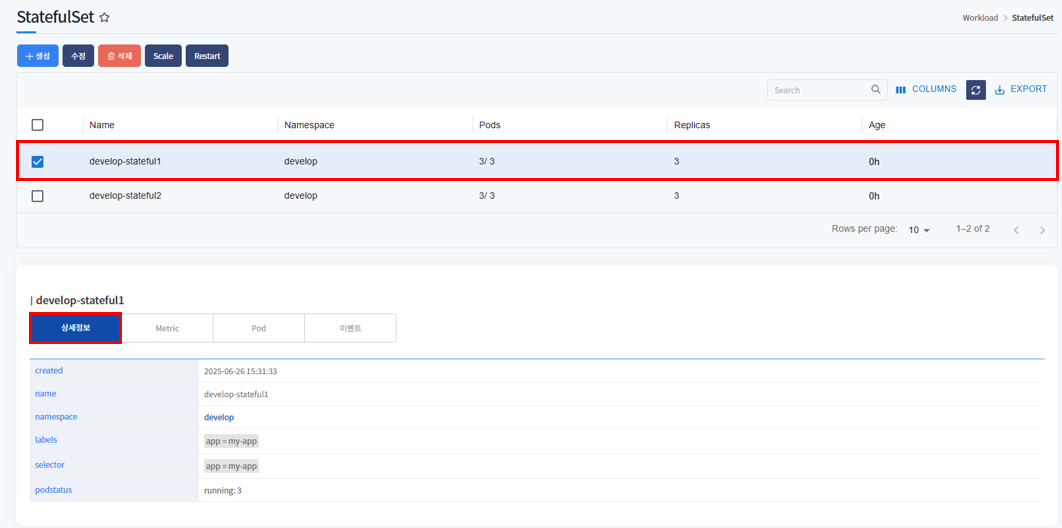 StatefulSet
Workload > StatefulSet
+ 생성 수정 삭제 Scale Restart
Search COLUMNS EXPORT
Name Namespace Pods Replicas Age
develop-stateful1 develop 3/ 3 3 0h
develop-stateful2 develop 3/ 3 3 0h
Rows per page: 10 1–2 of 2
| develop-stateful1
상세정보 Metric Pod 이벤트
created 2025-06-26 15:31:33
name develop-stateful1
namespace develop
labels app = my-app
selector app = my-app
podstatus running: 3